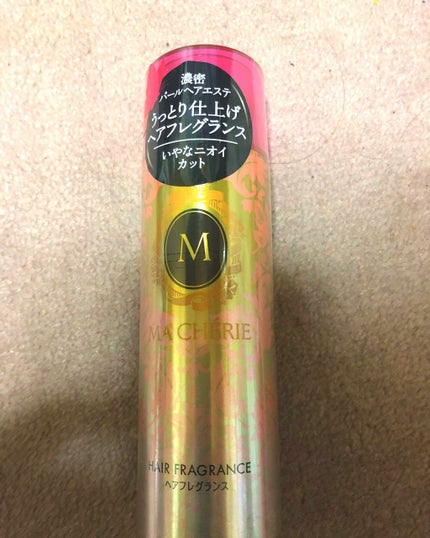 濃密
パールヘアエステ
うっとり仕上げ
ヘアフレグランス
いやなニオイ
カット
M
MA CHÉRIE
HAIR FRAGRANCE
ヘアフレグランス